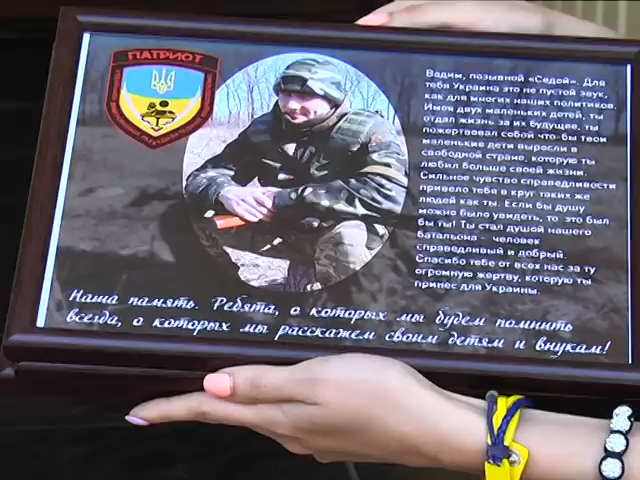 ПАТРИОТ
Вадим, позывной «Седой». Для
тебя Украина это не пустой звук,
как для многих наших политиков.
Имея двух маленьких детей, ты
отдал жизнь за их будущее, ты
пожертвовал собой что бы твои
маленькие дети выросли в
свободной стране, которую ты
любил больше своей жизни.
Сильное чувство справедливости
привело тебя в круг таких же
людей как ты. Если бы душу
можно было увидеть, то это был
бы ты! Ты стал душой нашего
батальона - человек
справедливый и добрый.
Спасибо тебе от всех нас за ту
огромную жертву, которую ты
принес для Украины.
Наша память. Ребята, о которых мы будем помнить
всегда, о которых мы расскажем своим детям и внукам!